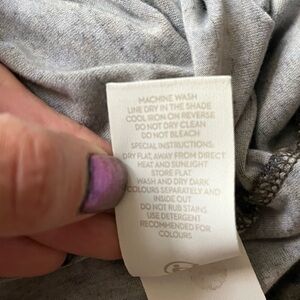 MACHINE WASH
LINE DRY IN THE SHADE
COOL IRON ON REVERSE
DO NOT DRY CLEAN
DO NOT BLEACH
SPECIAL INSTRUCTIONS:
DRY FLAT, AWAY FROM DIRECT
HEAT AND SUNLIGHT
STORE FLAT
WASH AND DRY DARK
COLOURS SEPARATELY AND
INSIDE OUT
DO NOT RUB STAINS
USE DETERGENT
RECOMMENDED FOR
COLOURS